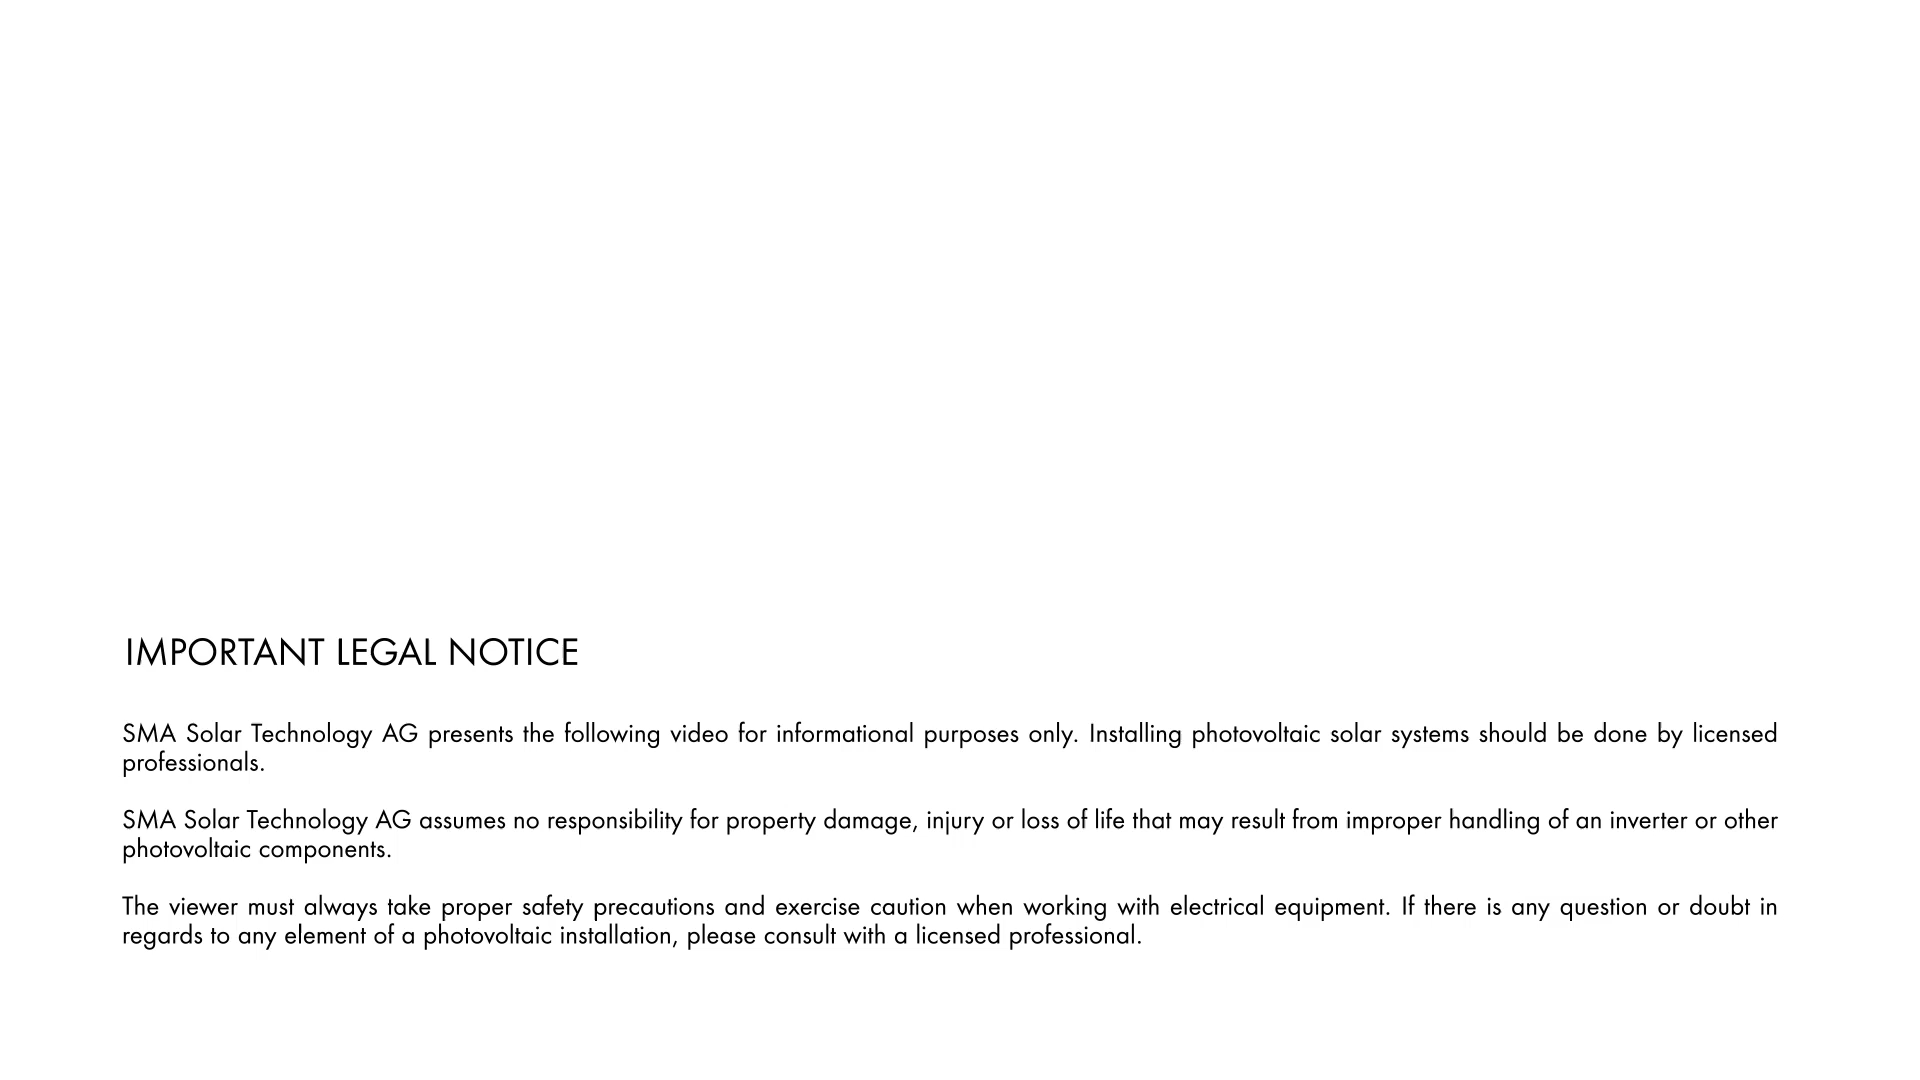 IMPORTANT LEGAL NOTICE
SMA Solar Technology AG presents the following video for informational purposes only. Installing photovoltaic solar systems should be done by licensed
professionals.
SMA Solar Technology AG assumes no responsibility for property damage, injury or loss of life that may result from improper handling of an inverter or other
photovoltaic components.
The viewer must always take proper safety precautions and exercise caution when working with electrical equipment. If there is any question or doubt in
regards to any element of a photovoltaic installation, please consult with a licensed professional.